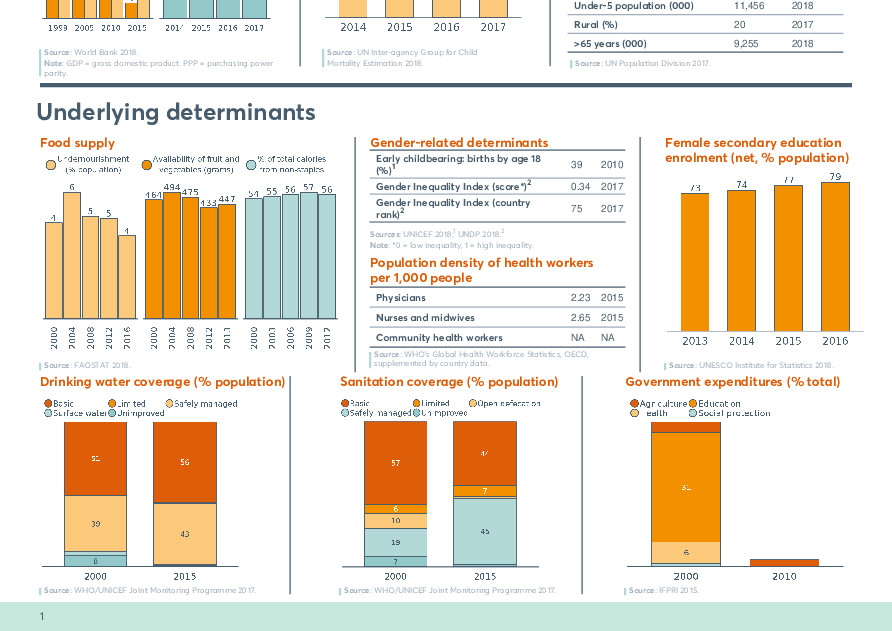 1999 2005 2010 2015 2014 2015 2016 2017
Source: World Bank 2018.
Note: GDP = gross domestic product. PPP = purchasing power
parity.
2014 2015 2016 2017
Source: UN Inter-agency Group for Child
Mortality Estimation 2018.
Under-5 population (000) 11,456 2018
Rural (%) 20 2017
>65 years (000) 9,255 2018
Source: UN Population Division 2017.
Underlying determinants
Food supply
Undernourishment
(% population)
Availability of fruit and
vegetables (grams)
% of total calories
from non-staples
4 6 5 5 4
464 494 475 433 447
54 55 56 57 56
2000 2004 2008 2012 2016
2000 2004 2008 2012 2013
2000 2003 2006 2009 2012
Source: FAOSTAT 2018.
Gender-related determinants
Early childbearing: births by age 18
(%)1 39 2010
Gender Inequality Index (score*)2 0.34 2017
Gender Inequality Index (country
rank)2 75 2017
Sources: UNICEF 2018,1 UNDP 2018.2
Note: *0 = low inequality, 1 = high inequality.
Population density of health workers
per 1,000 people
Physicians 2.23 2015
Nurses and midwives 2.65 2015
Community health workers NA NA
Source: WHO's Global Health Workforce Statistics, OECD,
supplemented by country data.
Female secondary education
enrolment (net, % population)
73 74 77 79
2013 2014 2015 2016
Source: UNESCO Institute for Statistics 2018.
Drinking water coverage (% population)
Basic Limited Safely managed
Surface water Unimproved
51 56
39 43
8
2000 2015
Source: WHO/UNICEF Joint Monitoring Programme 2017.
Sanitation coverage (% population)
Basic Limited Open defecation
Safely managed Unimproved
57 44
6 7
10
19 45
7
2000 2015
Source: WHO/UNICEF Joint Monitoring Programme 2017.
Government expenditures (% total)
Agriculture Education
Health Social protection
31
6
2000 2010
Source: IFPRI 2015.
1